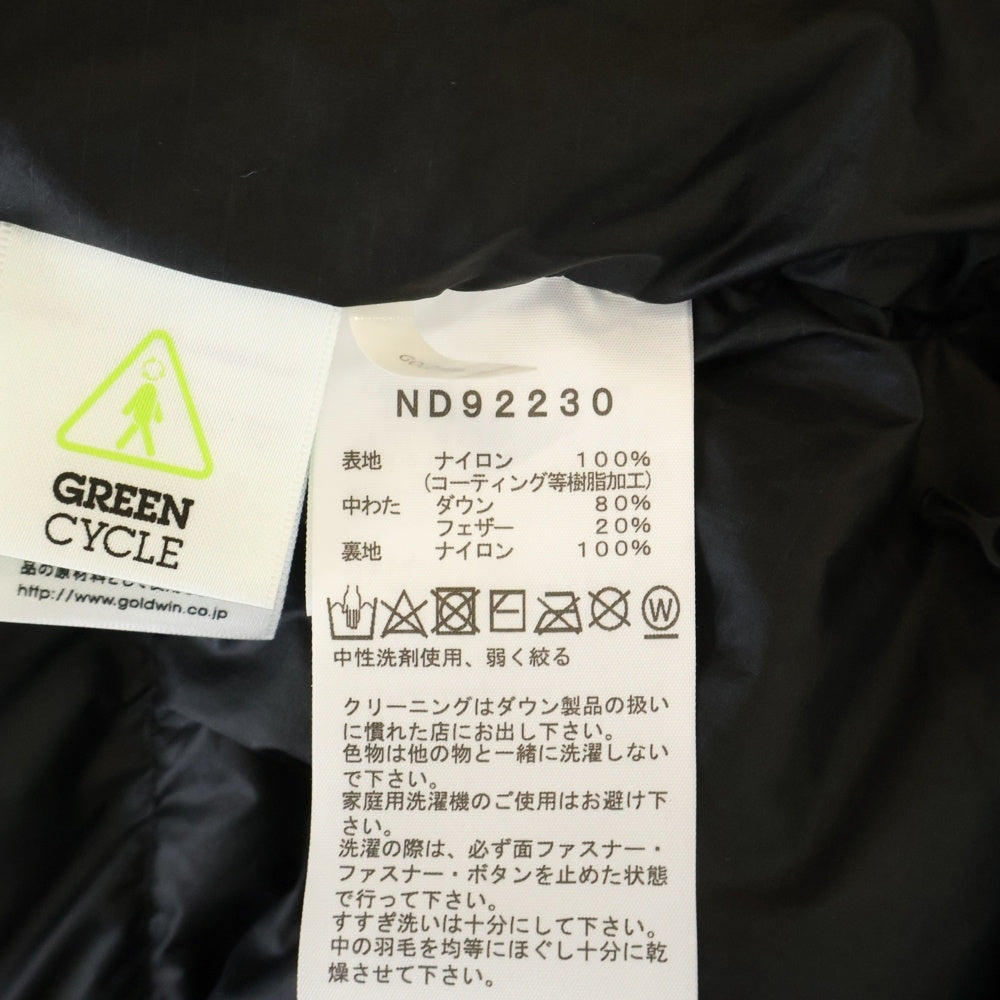 GREEN
CYCLE
http://www.goldwin.co.jp
ND92230
表地 ナイロン 100%
(コーティング等樹脂加工)
中わた ダウン 80%
フェザー 20%
裏地 ナイロン 100%
W
中性洗剤使用、弱く絞る
クリーニングはダウン製品の扱い
に慣れた店にお出し下さい。
色物は他の物と一緒に洗濯しない
で下さい。
家庭用洗濯機のご使用はお避け下
さい。
洗濯の際は、必ず面ファスナー・
ファスナー・ボタンを止めた状態
で行って下さい。
すすぎ洗いは十分にして下さい。
中の羽毛を均等にほぐし十分に乾
燥させて下さい。